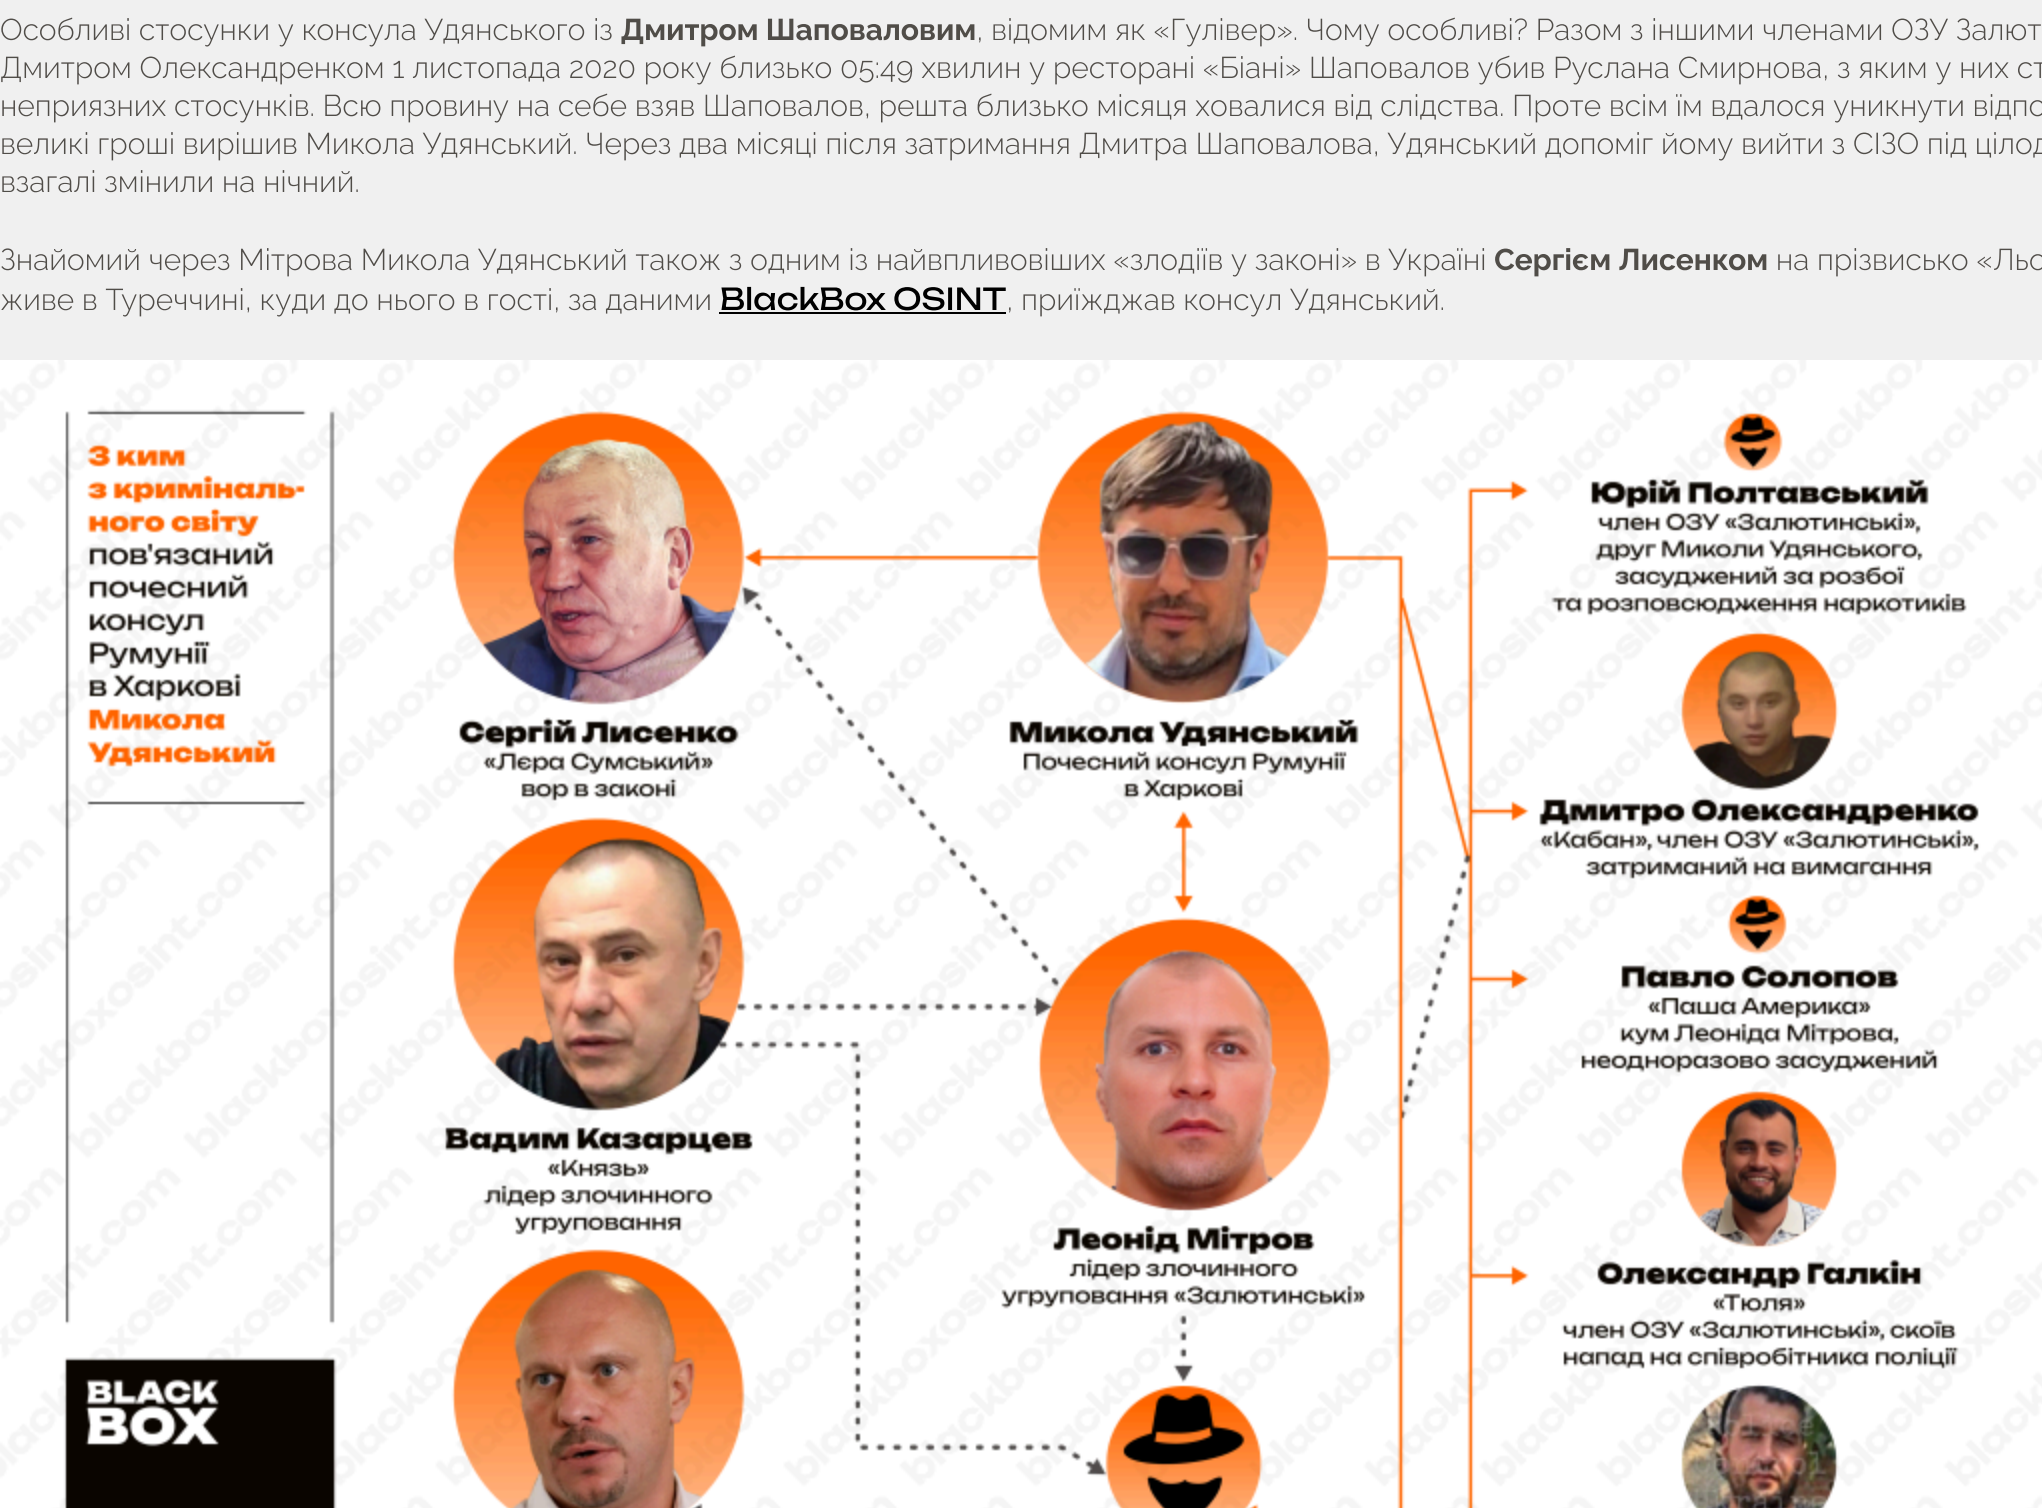 Особливі стосунки у консула Удянського із Дмитром Шаповаловим, відомим як «Гулівер». Чому особливі? Разом з іншими членами ОЗУ Залют
Дмитром Олександренком 1 листопада 2020 року близько 05:49 хвилин у ресторані «Біані» Шаповалов убив Руслана Смирнова, з яким у них ст
неприязних стосунків. Всю провину на себе взяв Шаповалов, решта близько місяця ховалися від слідства. Проте всім їм вдалося уникнути відпо
великі гроші вирішив Микола Удянський. Через два місяці після затримання Дмитра Шаповалова, Удянський допоміг йому вийти з СІЗО під цілод
взагалі змінили на нічний.
Знайомий через Мітрова Микола Удянський також з одним із найвпливовіших «злодіїв у законі» в Україні Сергієм Лисенком на прізвисько «Льо
живе в Туреччині, куди до нього в гості, за даними BlackBox OSINT, приїжджав консул Удянський.
З ким
з криміналь-
ного світу
пов'язаний
почесний
консул
Румунії
в Харкові
Микола
Удянський
BLACK
BOX
Сергій Лисенко
«Лєра Сумський»
вор в законі
Вадим Казарцев
«Князь»
лідер злочинного
угруповання
Микола Удянський
Почесний консул Румунії
в Харкові
Леонід Мітров
лідер злочинного
угруповання «Залютинські»
Юрій Полтавський
член ОЗУ «Залютинські»,
друг Миколи Удянського,
засуджений за розбої
та розповсюдження наркотиків
Дмитро Олександренко
«Кабан», член ОЗУ «Залютинські»,
затриманий на вимагання
Павло Солопов
«Паша Америка»
кум Леоніда Мітрова,
неодноразово засуджений
Олександр Галкін
«Тюля»
член ОЗУ «Залютинські», скоїв
напад на співробітника поліції